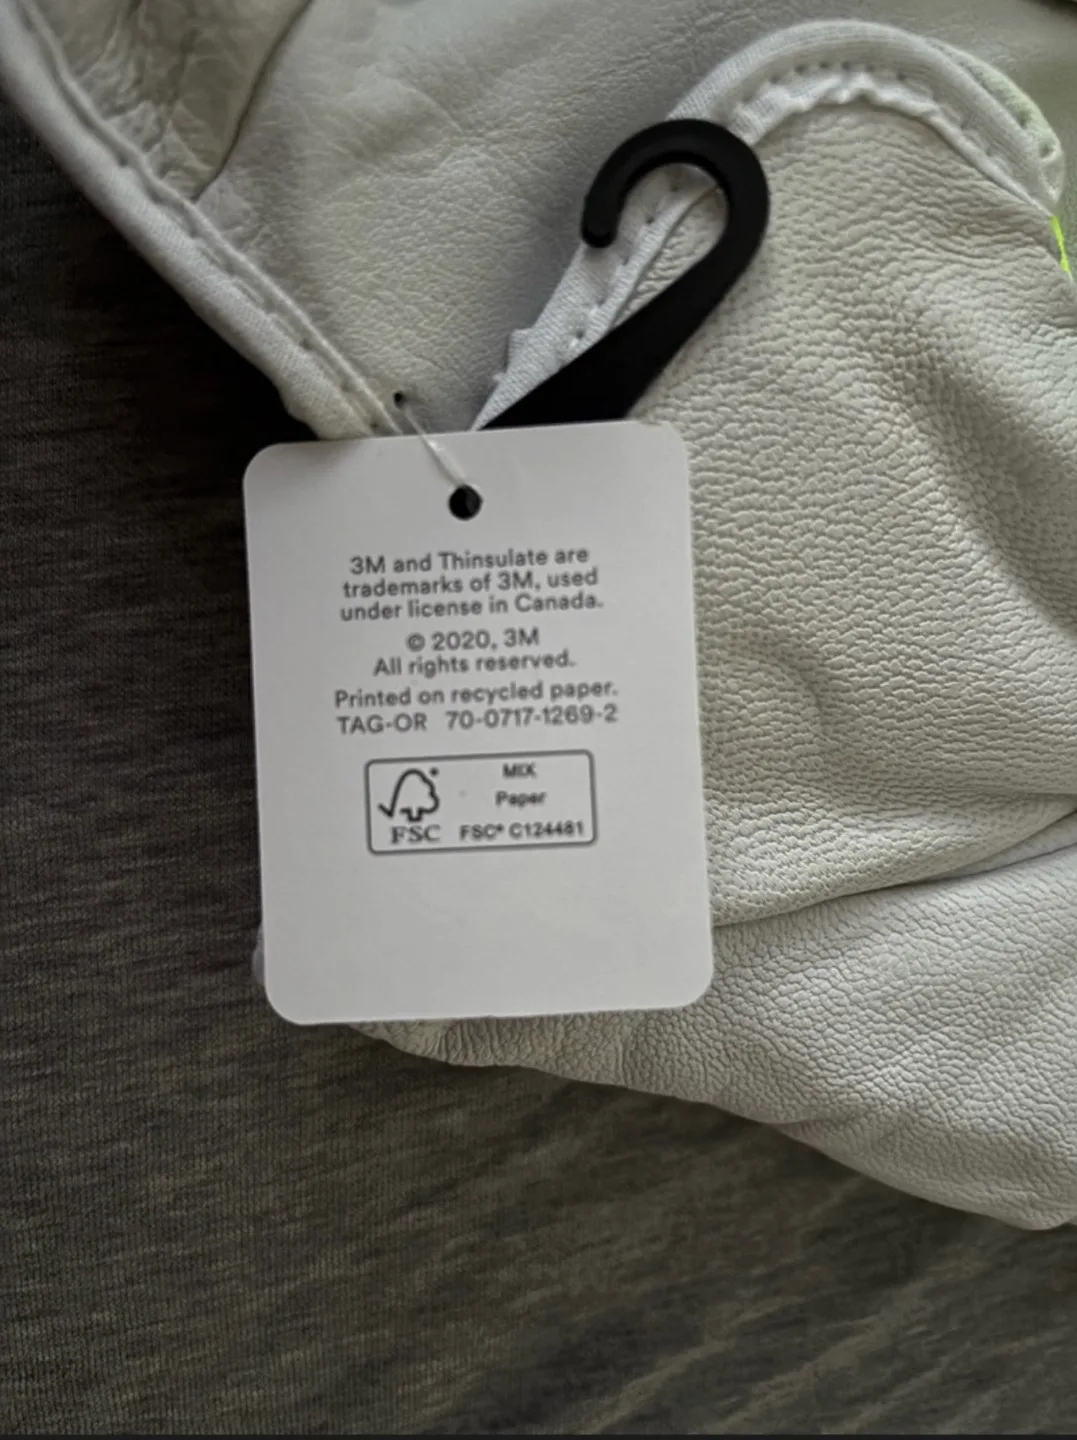 3M and Thinsulate are
trademarks of 3M, used
under license in Canada.
© 2020, 3M
All rights reserved.
Printed on recycled paper.
TAG-OR 70-0717-1269-2
MIX
Paper
FSC FSC® C124481